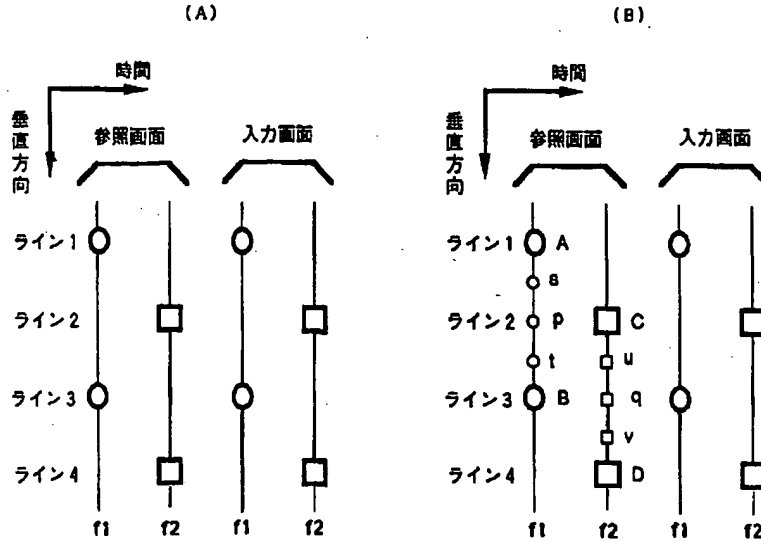 (A)
時間
垂直方向
参照画面 入力画面
ライン1
ライン2
ライン3
ライン4
f1 f2 f1 f2
(B)
時間
垂直方向
参照画面 入力画面
ライン1 A
s
ライン2 p C
t u
ライン3 B q
v
ライン4 D
f1 f2 f1 f2